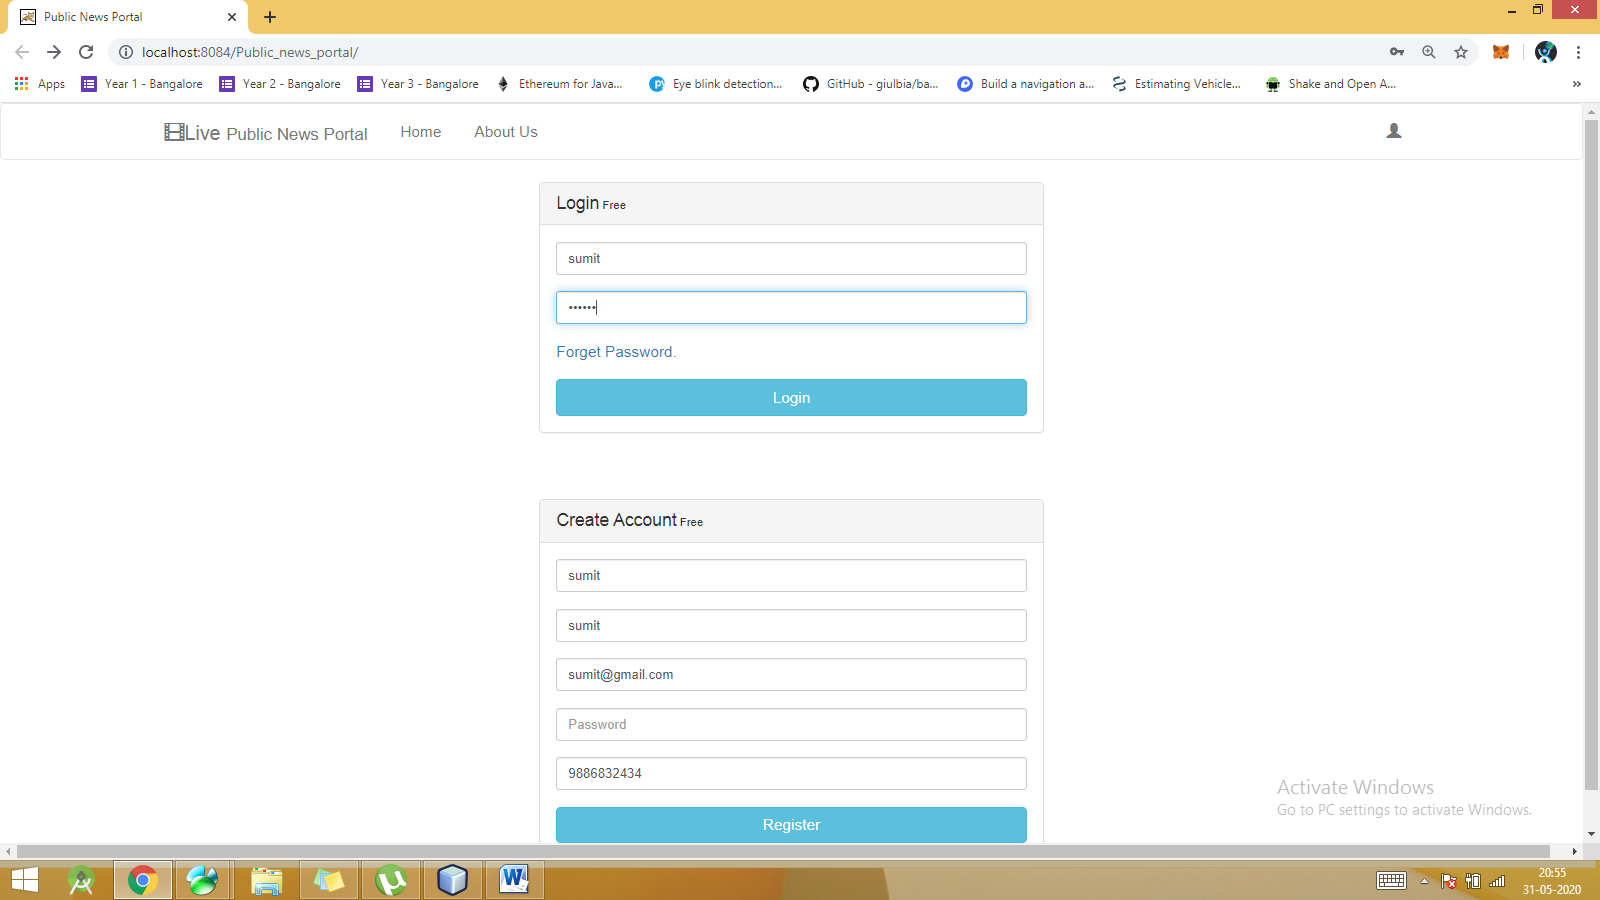 Public News Portal
localhost:8084/Public_news_portal/
Apps Year 1 - Bangalore Year 2 - Bangalore Year 3 - Bangalore Ethereum for Java... Eye blink detection... GitHub - giulbia/ba... Build a navigation a... Estimating Vehicle... Shake and Open A... »
Live Public News Portal Home About Us
Login Free
sumit
••••••
Forget Password.
Login
Create Account Free
sumit
sumit
sumit@gmail.com
Password
9886832434
Register
Activate Windows
Go to PC settings to activate Windows.
20:55
31-05-2020